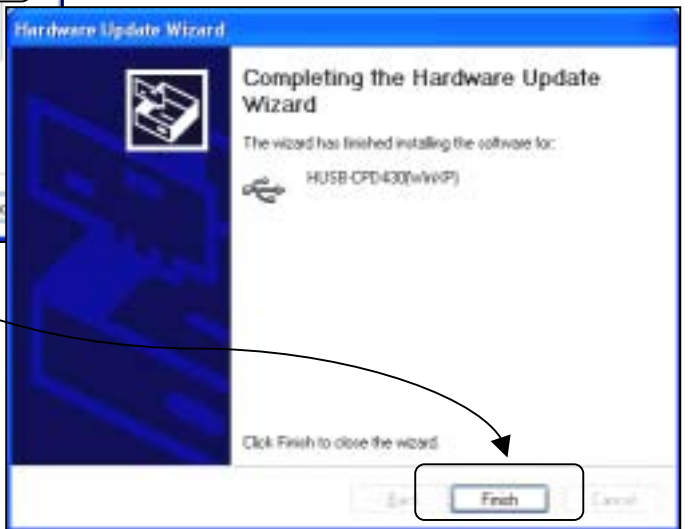 Hardware Update Wizard
Completing the Hardware Update
Wizard
The wizard has finished installing the software for:
HUSB-CPD430(WinXP)
Click Finish to close the wizard.
Finish
Cancel